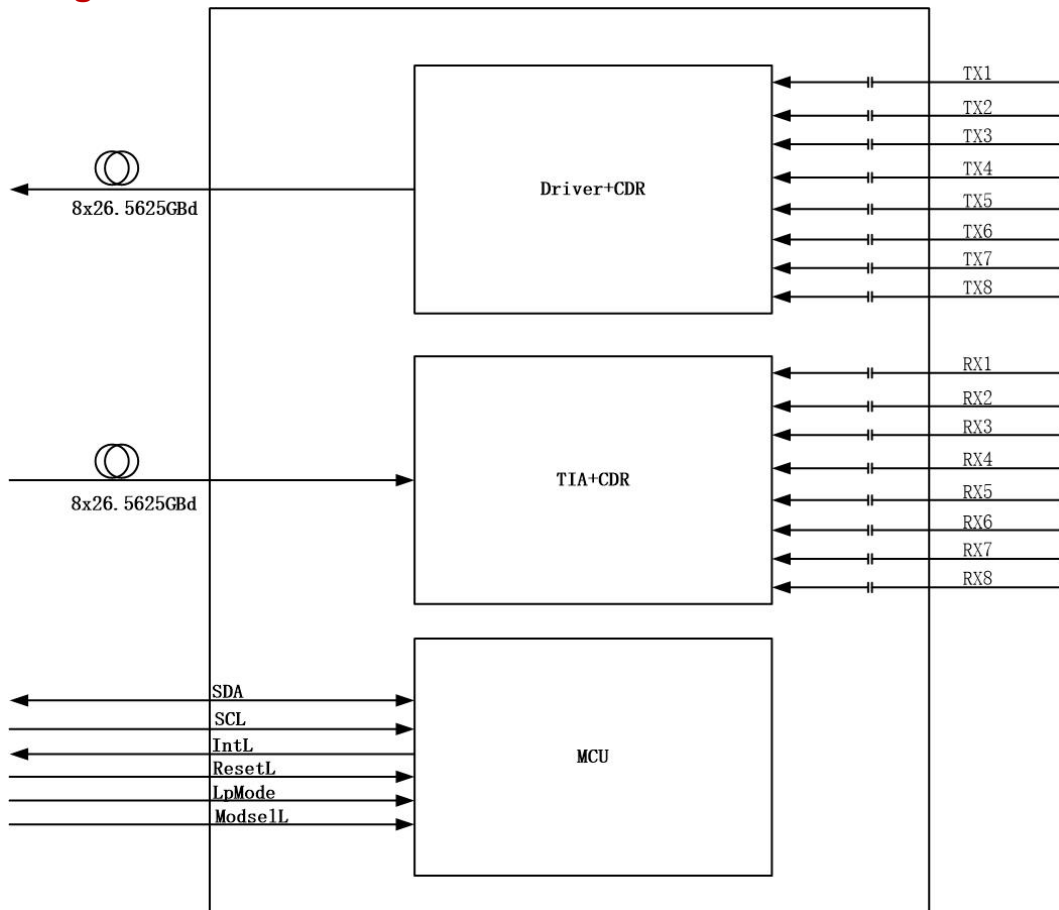 TX1
TX2
TX3
TX4
Driver+CDR
8x26.5625GBd
TX5
TX6
TX7
TX8
RX1
RX2
RX3
RX4
TIA+CDR
8x26.5625GBd
RX5
RX6
RX7
RX8
SDA
SCL
IntL
MCU
ResetL
LpMode
ModselL